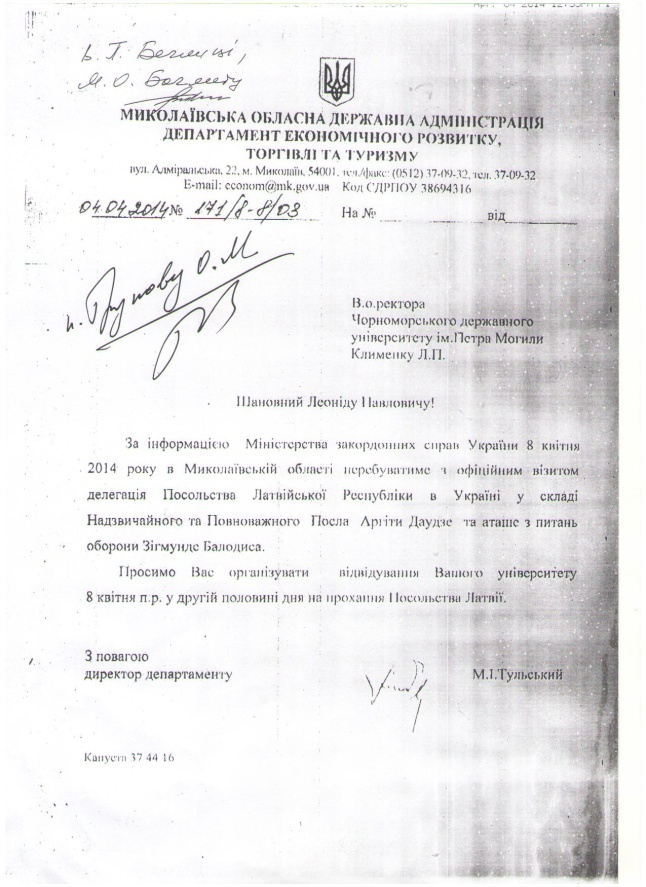 М. О. Багмету
МИКОЛАЇВСЬКА ОБЛАСНА ДЕРЖАВНА АДМІНІСТРАЦІЯ
ДЕПАРТАМЕНТ ЕКОНОМІЧНОГО РОЗВИТКУ,
ТОРГІВЛІ ТА ТУРИЗМУ
вул. Адміральська, 22, м. Миколаїв, 54001, тел./факс: (0512) 37-09-32, тел. 37-09-32
E-mail: econom@mk.gov.ua Код ЄДРПОУ 38694316
04.04.2014 № 171/8-8/03 На № від
О.М
В.о.ректора
Чорноморського державного
університету ім.Петра Могили
Клименку Л.П.
Шановний Леоніду Павловичу!
За інформацією Міністерства закордонних справ України 8 квітня
2014 року в Миколаївській області перебуватиме з офіційним візитом
делегація Посольства Латвійської Республіки в Україні у складі
Надзвичайного та Повноважного Посла Аргіти Даудзе та аташе з питань
оборони Зігмунде Балодиса.
Просимо Вас організувати відвідування Вашого університету
8 квітня п.р. у другій половині дня на прохання Посольства Латвії.
З повагою
директор департаменту М.І.Тульський
Капуста 37 44 16